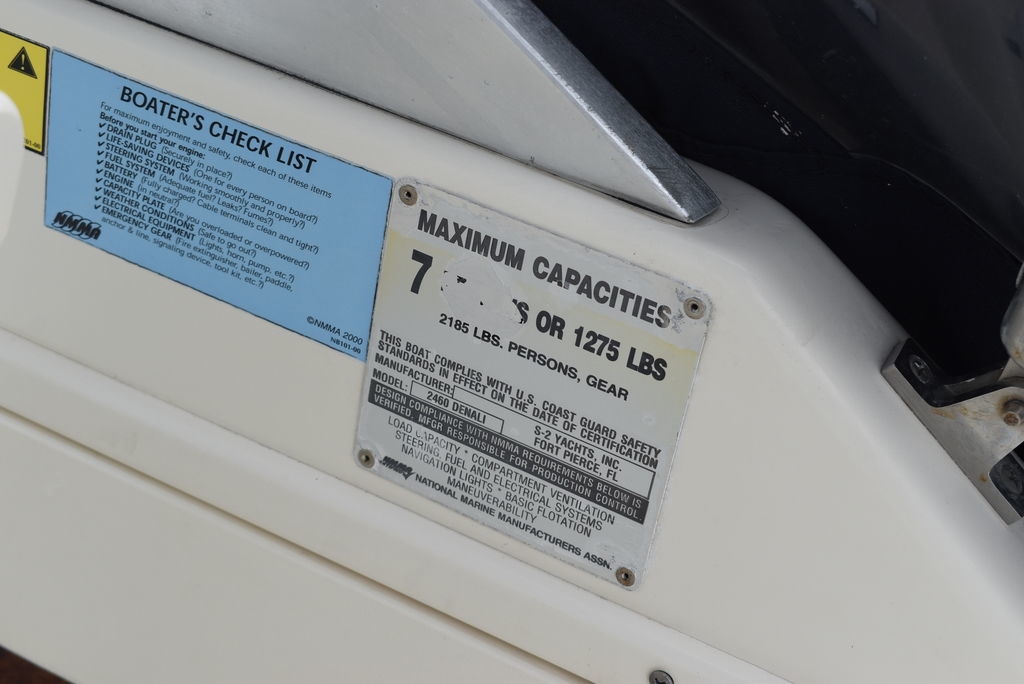 BOATER'S CHECK LIST
For maximum enjoyment and safety, check each of these items
Before you start your engine:
✔ DRAIN PLUG (Securely in place?)
✔ LIFE-SAVING DEVICES (One for every person on board?)
✔ STEERING SYSTEM (Working smoothly and properly?)
✔ FUEL SYSTEM (Adequate fuel? Leaks? Fumes?)
✔ BATTERY (Fully charged? Cable terminals clean and tight?)
✔ ENGINE (In neutral?)
✔ CAPACITY PLATE (Are you overloaded or overpowered?)
✔ WEATHER CONDITIONS (Safe to go out?)
✔ ELECTRICAL EQUIPMENT (Lights, horn, pump, etc.?)
✔ EMERGENCY GEAR (Fire extinguisher, bailer, paddle,
anchor & line, signaling device, tool kit, etc.?)
NMMA
©NMMA 2000
NB101-00
MAXIMUM CAPACITIES
7 S OR 1275 LBS
2185 LBS. PERSONS, GEAR
THIS BOAT COMPLIES WITH U.S. COAST GUARD SAFETY
STANDARDS IN EFFECT ON THE DATE OF CERTIFICATION
MANUFACTURER: S-2 YACHTS, INC.
MODEL: 2460 DENALI FORT PIERCE, FL
DESIGN COMPLIANCE WITH NMMA REQUIREMENTS BELOW IS
VERIFIED. MFGR RESPONSIBLE FOR PRODUCTION CONTROL
LOAD CAPACITY * COMPARTMENT VENTILATION
STEERING, FUEL AND ELECTRICAL SYSTEMS
NAVIGATION LIGHTS * BASIC FLOTATION
MANEUVERABILITY
NMMA NATIONAL MARINE MANUFACTURERS ASSN.